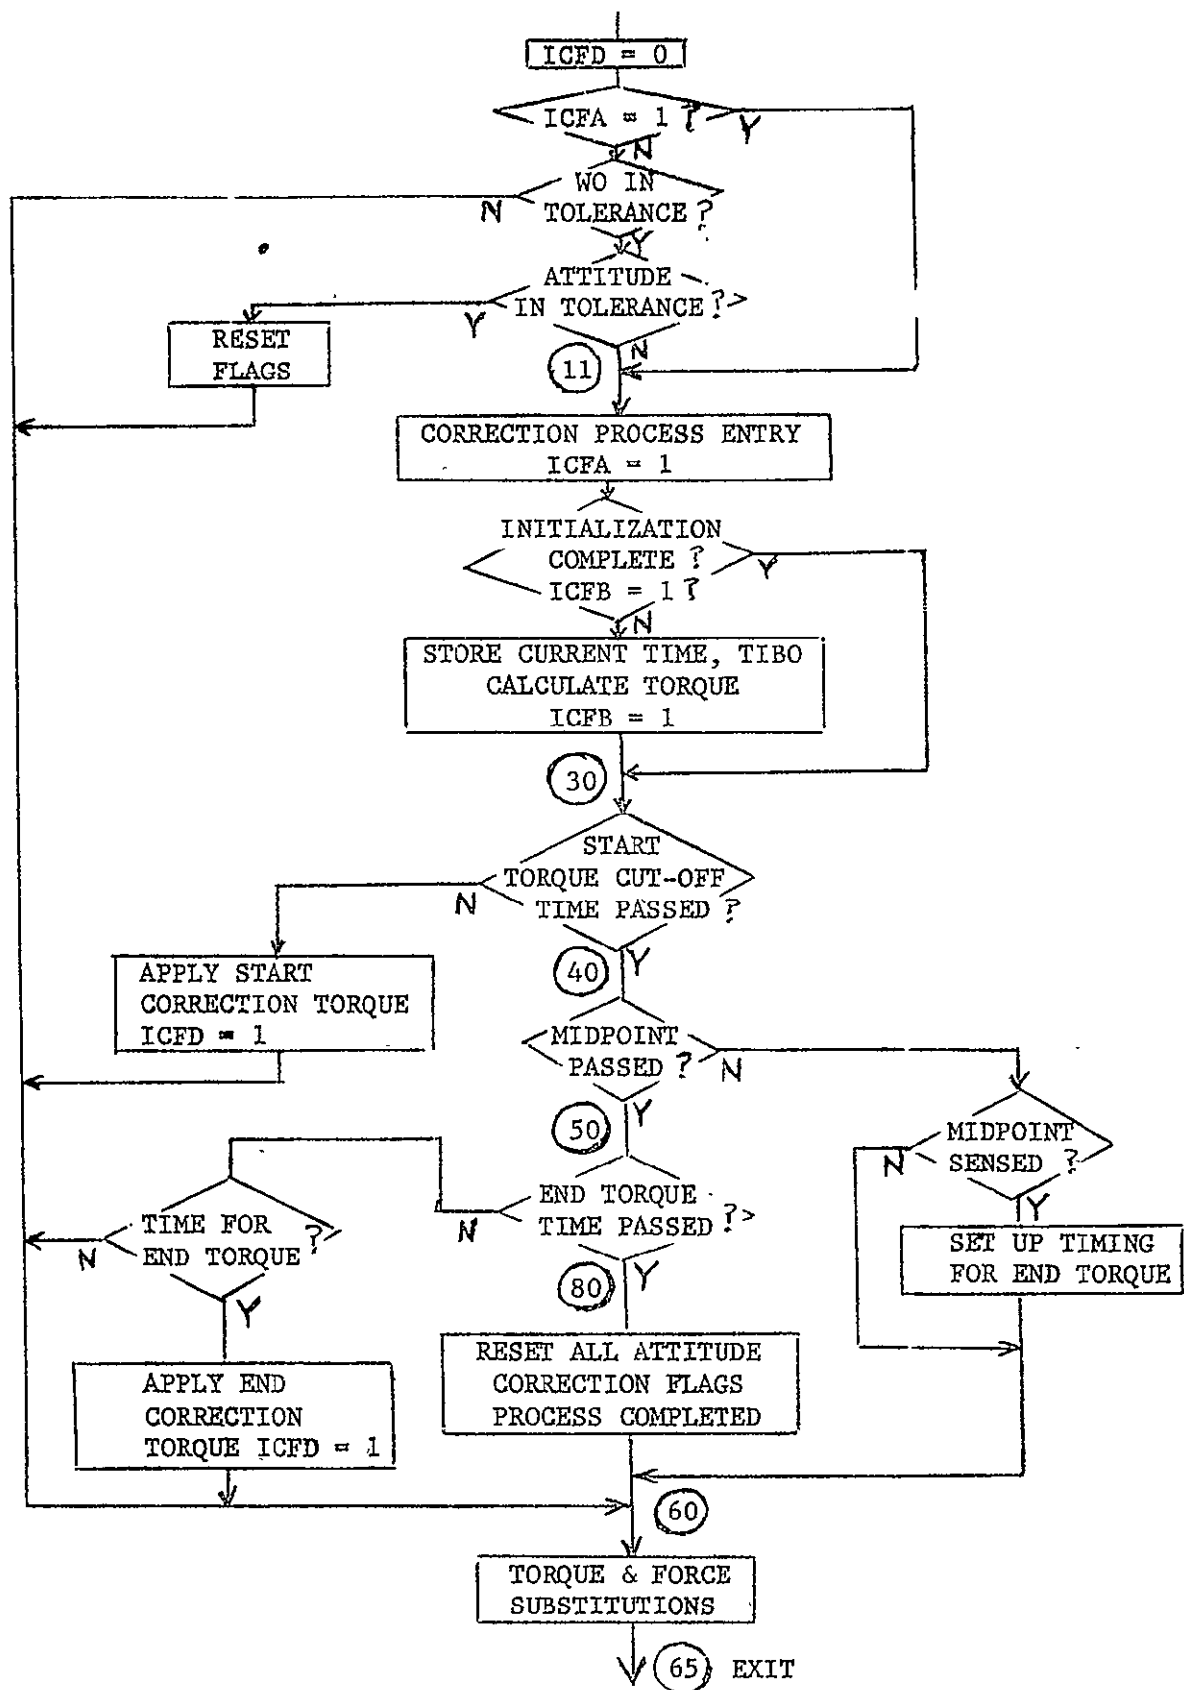 ICFD = 0
ICFA = 1 ?
Y
N
WO IN
TOLERANCE ?
N
Y
ATTITUDE
IN TOLERANCE ?
Y
N
RESET
FLAGS
11
CORRECTION PROCESS ENTRY
ICFA = 1
INITIALIZATION
COMPLETE ?
ICFB = 1 ?
Y
N
STORE CURRENT TIME, TIBO
CALCULATE TORQUE
ICFB = 1
30
START
TORQUE CUT-OFF
TIME PASSED ?
N
Y
40
APPLY START
CORRECTION TORQUE
ICFD = 1
MIDPOINT
PASSED ?
N
Y
50
MIDPOINT
SENSED ?
N
Y
END TORQUE
TIME PASSED ?
N
Y
TIME FOR
END TORQUE ?
N
Y
SET UP TIMING
FOR END TORQUE
80
RESET ALL ATTITUDE
CORRECTION FLAGS
PROCESS COMPLETED
APPLY END
CORRECTION
TORQUE ICFD = 1
60
TORQUE & FORCE
SUBSTITUTIONS
65 EXIT